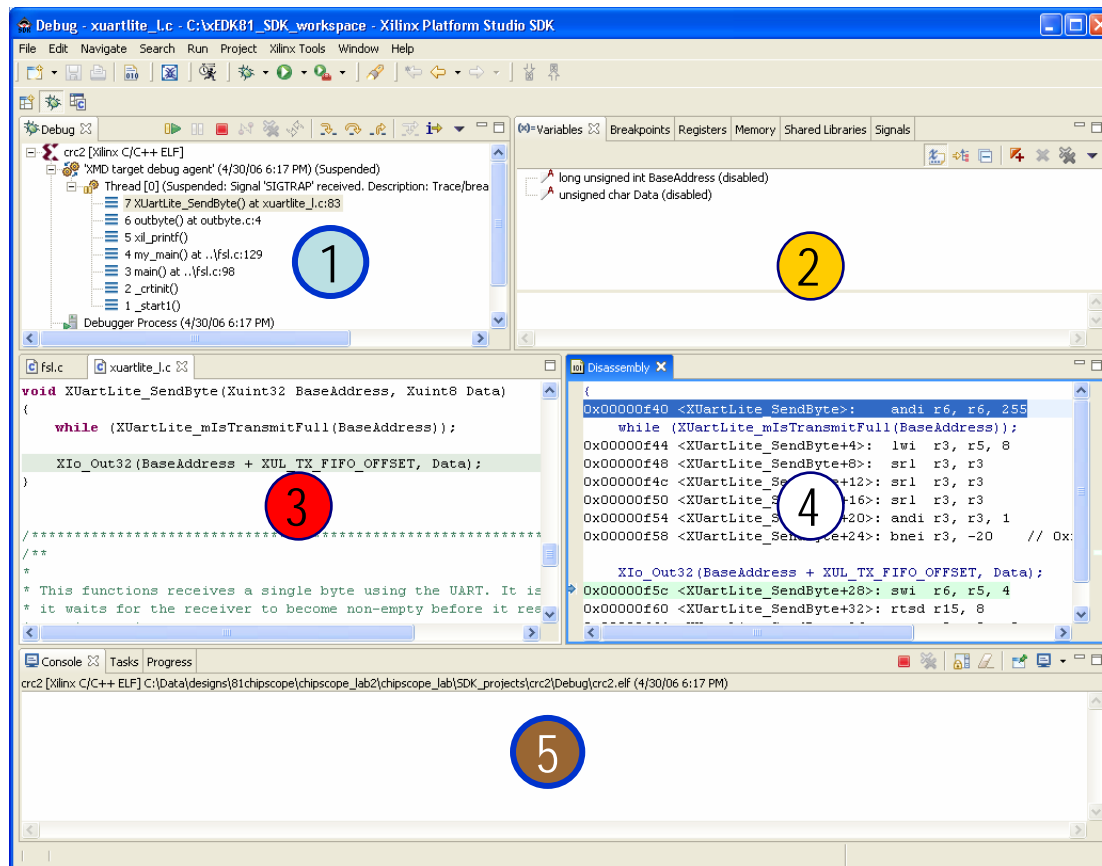 Debug - xuartlite_l.c - C:\xEDK81_SDK_workspace - Xilinx Platform Studio SDK
File Edit Navigate Search Run Project Xilinx Tools Window Help
Debug
crc2 [Xilinx C/C++ ELF]
'XMD target debug agent' (4/30/06 6:17 PM) (Suspended)
Thread [0] (Suspended: Signal 'SIGTRAP' received. Description: Trace/brea
7 XUartLite_SendByte() at xuartlite_l.c:83
6 outbyte() at outbyte.c:4
5 xil_printf()
4 my_main() at ..\fsl.c:129
3 main() at ..\fsl.c:98
2 _crtinit()
1 _start1()
Debugger Process (4/30/06 6:17 PM)
1
(x)= Variables Breakpoints Registers Memory Shared Libraries Signals
long unsigned int BaseAddress (disabled)
unsigned char Data (disabled)
2
fsl.c xuartlite_l.c
void XUartLite_SendByte(Xuint32 BaseAddress, Xuint8 Data)
{
while (XUartLite_mIsTransmitFull(BaseAddress));
XIo_Out32(BaseAddress + XUL_TX_FIFO_OFFSET, Data);
}
3
/*************************************************************
/**
*
* This functions receives a single byte using the UART. It is
* it waits for the receiver to become non-empty before it res
Disassembly
{
0x00000f40 <XUartLite_SendByte>: andi r6, r6, 255
while (XUartLite_mIsTransmitFull(BaseAddress));
0x00000f44 <XUartLite_SendByte+4>: lwi r3, r5, 8
0x00000f48 <XUartLite_SendByte+8>: srl r3, r3
0x00000f4c <XUartLite_SendByte+12>: srl r3, r3
0x00000f50 <XUartLite_SendByte+16>: srl r3, r3
0x00000f54 <XUartLite_SendByte+20>: andi r3, r3, 1
0x00000f58 <XUartLite_SendByte+24>: bnei r3, -20 // 0x
4
XIo_Out32(BaseAddress + XUL_TX_FIFO_OFFSET, Data);
0x00000f5c <XUartLite_SendByte+28>: swi r6, r5, 4
0x00000f60 <XUartLite_SendByte+32>: rtsd r15, 8
Console Tasks Progress
crc2 [Xilinx C/C++ ELF] C:\Data\designs\81chipscope\chipscope_lab2\chipscope_lab\SDK_projects\crc2\Debug\crc2.elf (4/30/06 6:17 PM)
5